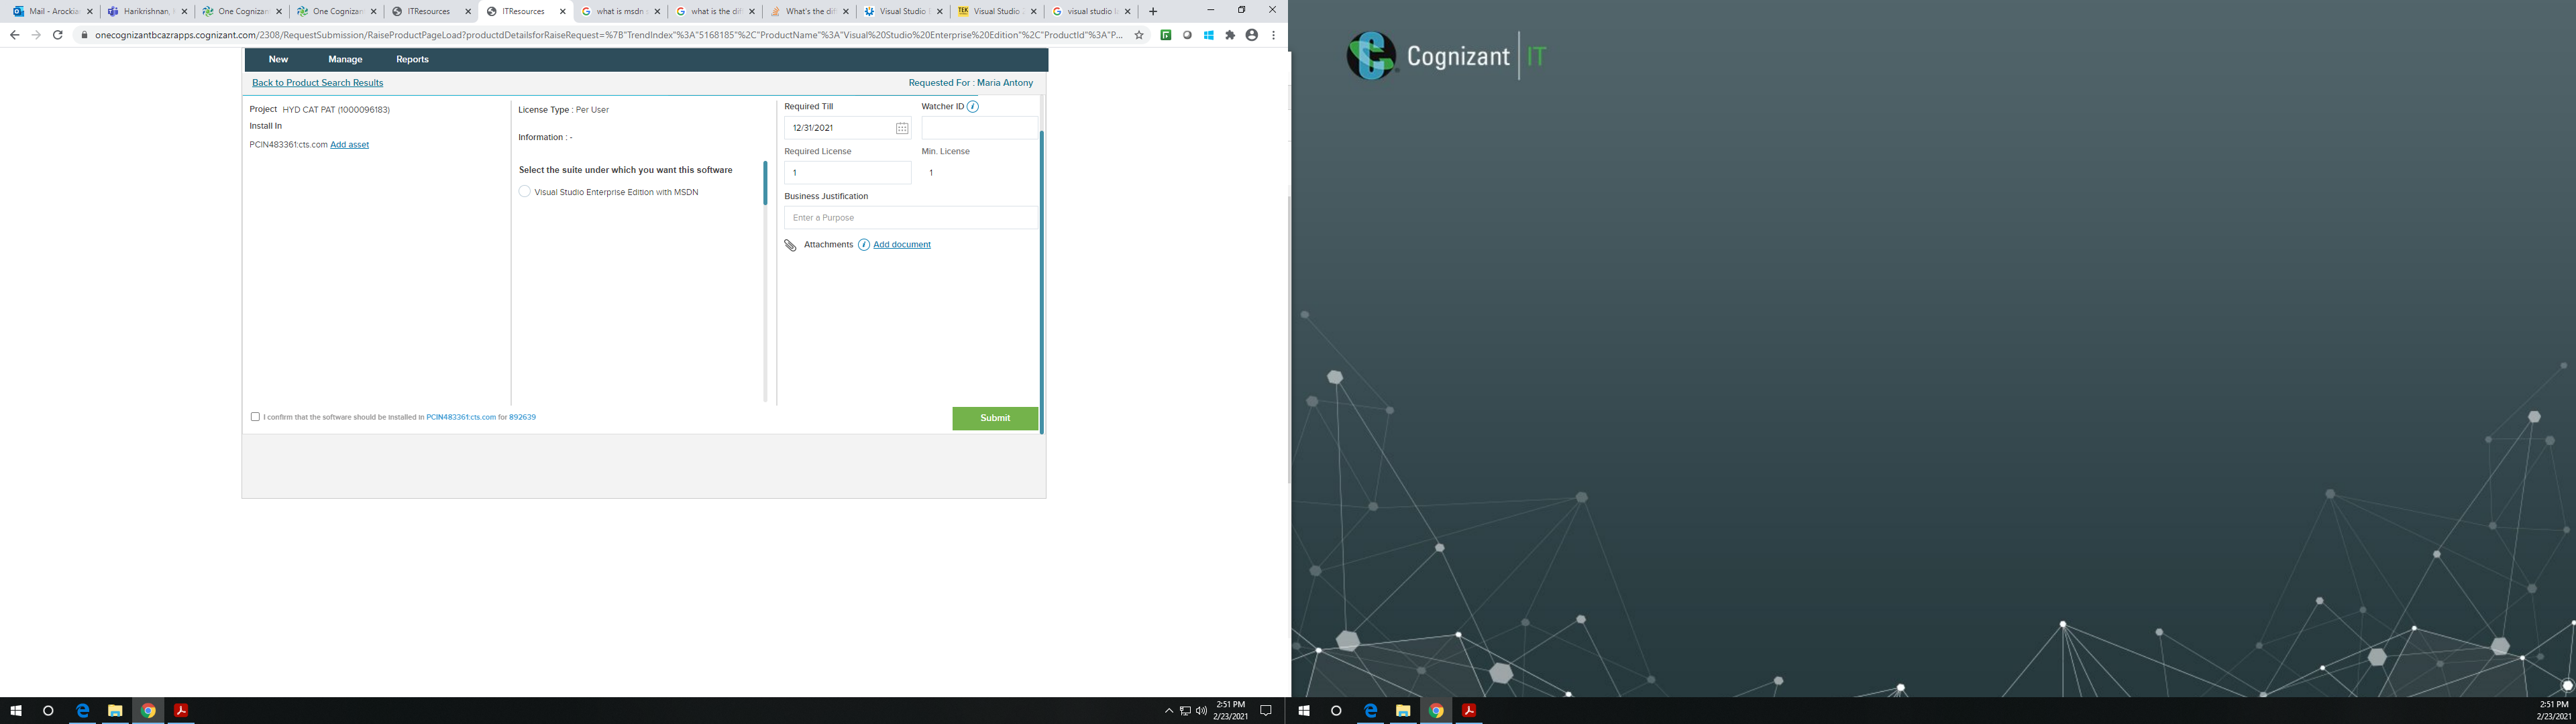 Mail - Arockia
Harikrishnan,
One Cognizan
One Cognizan
ITResources
ITResources
what is msdn s
what is the dif
What's the dif
Visual Studio
Visual Studio
visual studio l
onecognizantbcazrapps.cognizant.com/2308/RequestSubmission/RaiseProductPageLoad?productdDetailsforRaiseRequest=%7B"TrendIndex"%3A"5168185"%2C"ProductName"%3A"Visual%20Studio%20Enterprise%20Edition"%2C"ProductId"%3A"P...
New Manage Reports
Back to Product Search Results
Requested For : Maria Antony
Project HYD CAT PAT (1000096183)
Install In
PCIN483361:cts.com Add asset
License Type : Per User
Information : -
Select the suite under which you want this software
Visual Studio Enterprise Edition with MSDN
Required Till
Watcher ID i
12/31/2021
Required License
Min. License
1
1
Business Justification
Enter a Purpose
Attachments i Add document
I confirm that the software should be installed in PCIN483361:cts.com for 892639
Submit
Cognizant IT
2:51 PM
2/23/2021
2:51 PM
2/23/2021